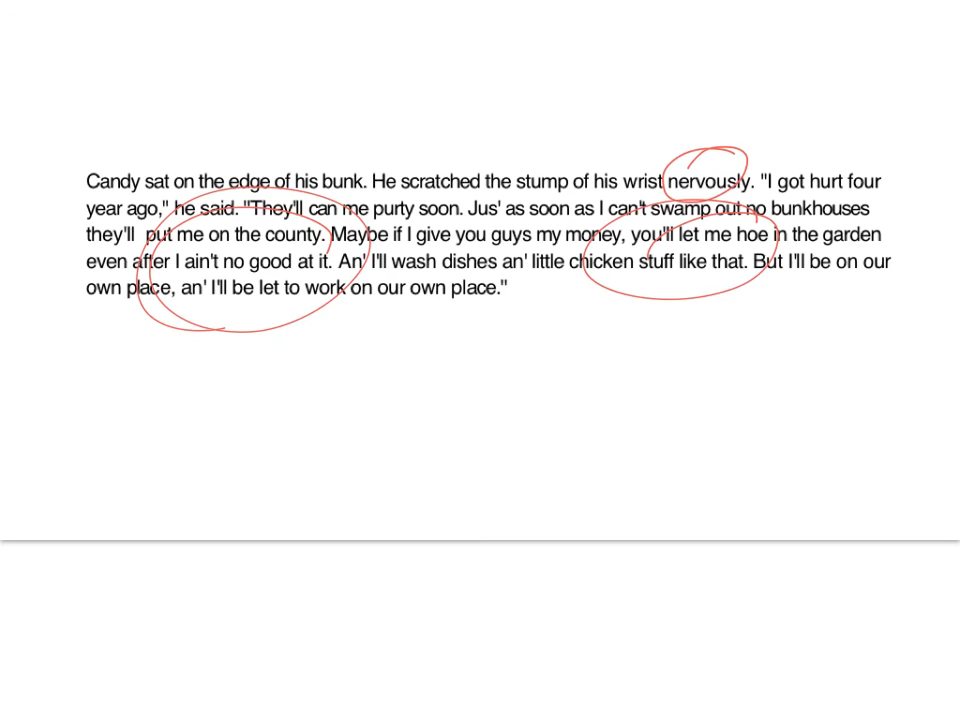 Candy sat on the edge of his bunk. He scratched the stump of his wrist nervously. "I got hurt four
year ago," he said. "They'll can me purty soon. Jus' as soon as I can't swamp out no bunkhouses
they'll  put me on the county. Maybe if I give you guys my money, you'll let me hoe in the garden
even after I ain't no good at it. An' I'll wash dishes an' little chicken stuff like that. But I'll be on our
own place, an' I'll be let to work on our own place."